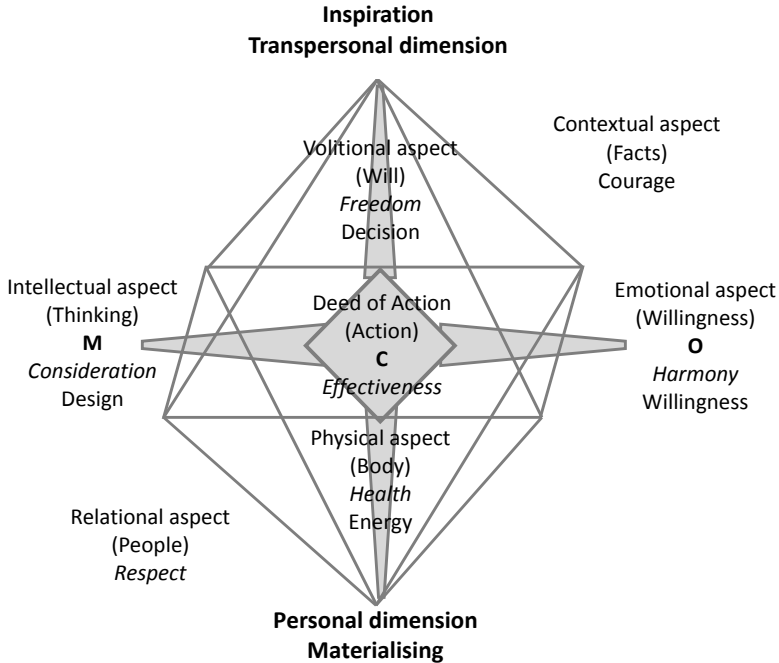 Inspiration
Transpersonal dimension
Contextual aspect
(Facts)
Courage
Volitional aspect
(Will)
Freedom
Decision
Intellectual aspect
(Thinking)
M
Consideration
Design
Deed of Action
(Action)
C
Effectiveness
Emotional aspect
(Willingness)
O
Harmony
Willingness
Physical aspect
(Body)
Health
Energy
Relational aspect
(People)
Respect
Personal dimension
Materialising